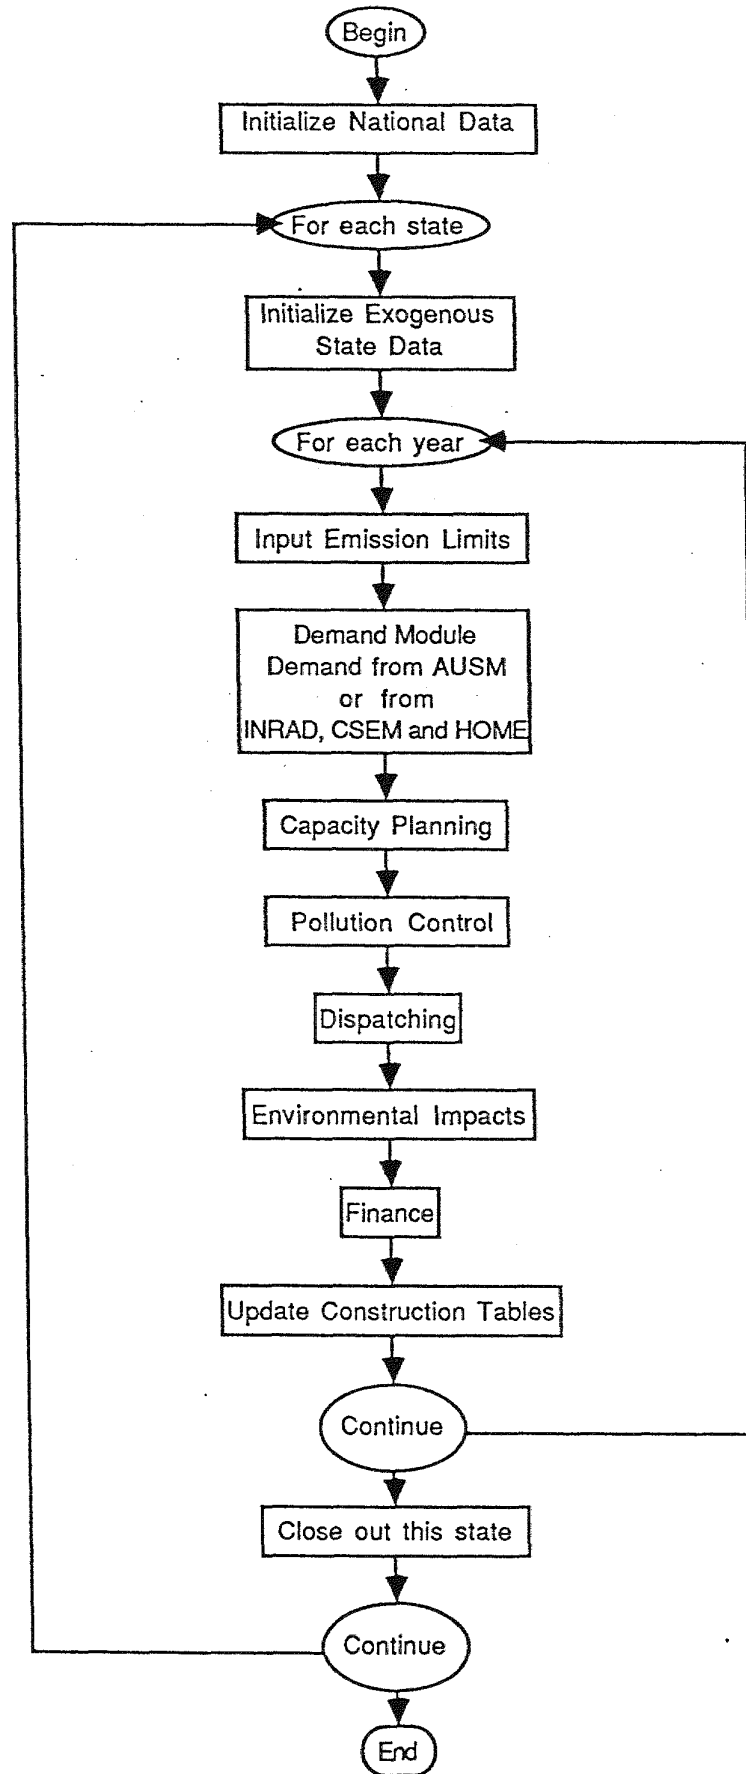 Begin
Initialize National Data
For each state
Initialize Exogenous
State Data
For each year
Input Emission Limits
Demand Module
Demand from AUSM
or from
INRAD, CSEM and HOME
Capacity Planning
Pollution Control
Dispatching
Environmental Impacts
Finance
Update Construction Tables
Continue
Close out this state
Continue
End